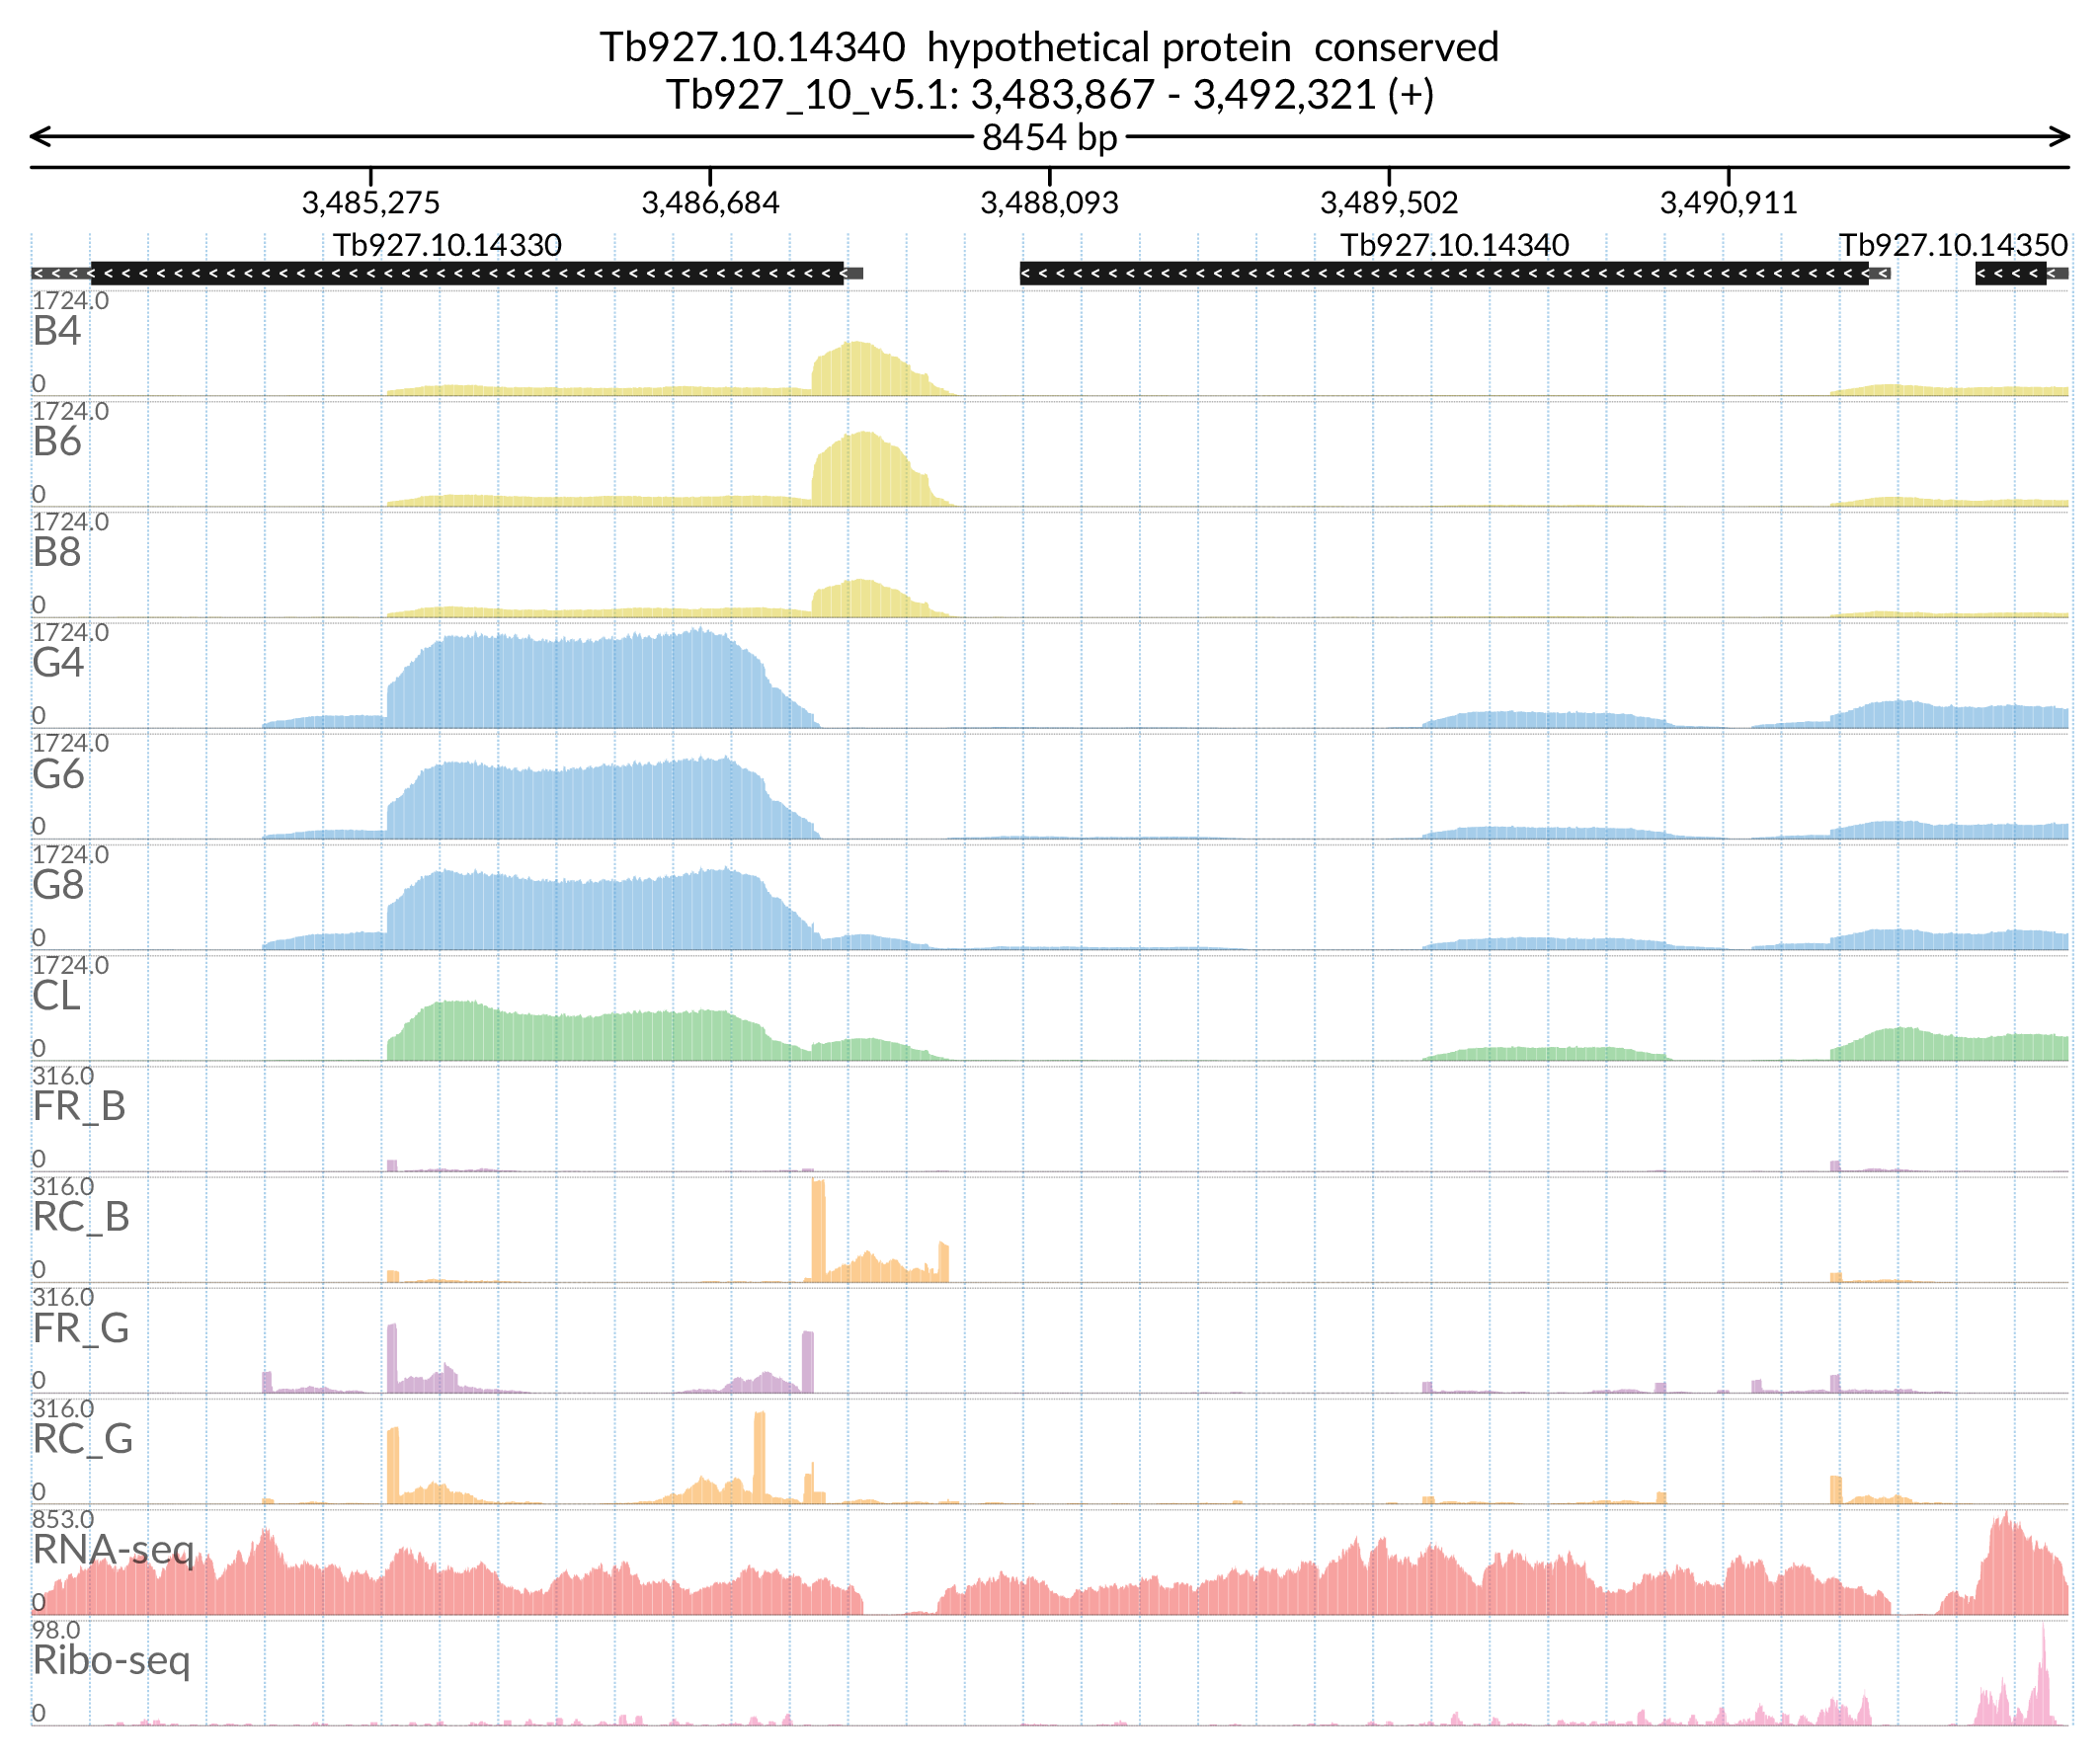 Tb927.10.14340  hypothetical protein  conserved
Tb927_10_v5.1: 3,483,867 - 3,492,321 (+)
8454 bp
3,485,275 3,486,684 3,488,093 3,489,502 3,490,911
Tb927.10.14330 Tb927.10.14340 Tb927.10.14350
1724.0
B4
0
1724.0
B6
0
1724.0
B8
0
1724.0
G4
0
1724.0
G6
0
1724.0
G8
0
1724.0
CL
0
316.0
FR_B
0
316.0
RC_B
0
316.0
FR_G
0
316.0
RC_G
0
853.0
RNA-seq
0
98.0
Ribo-seq
0